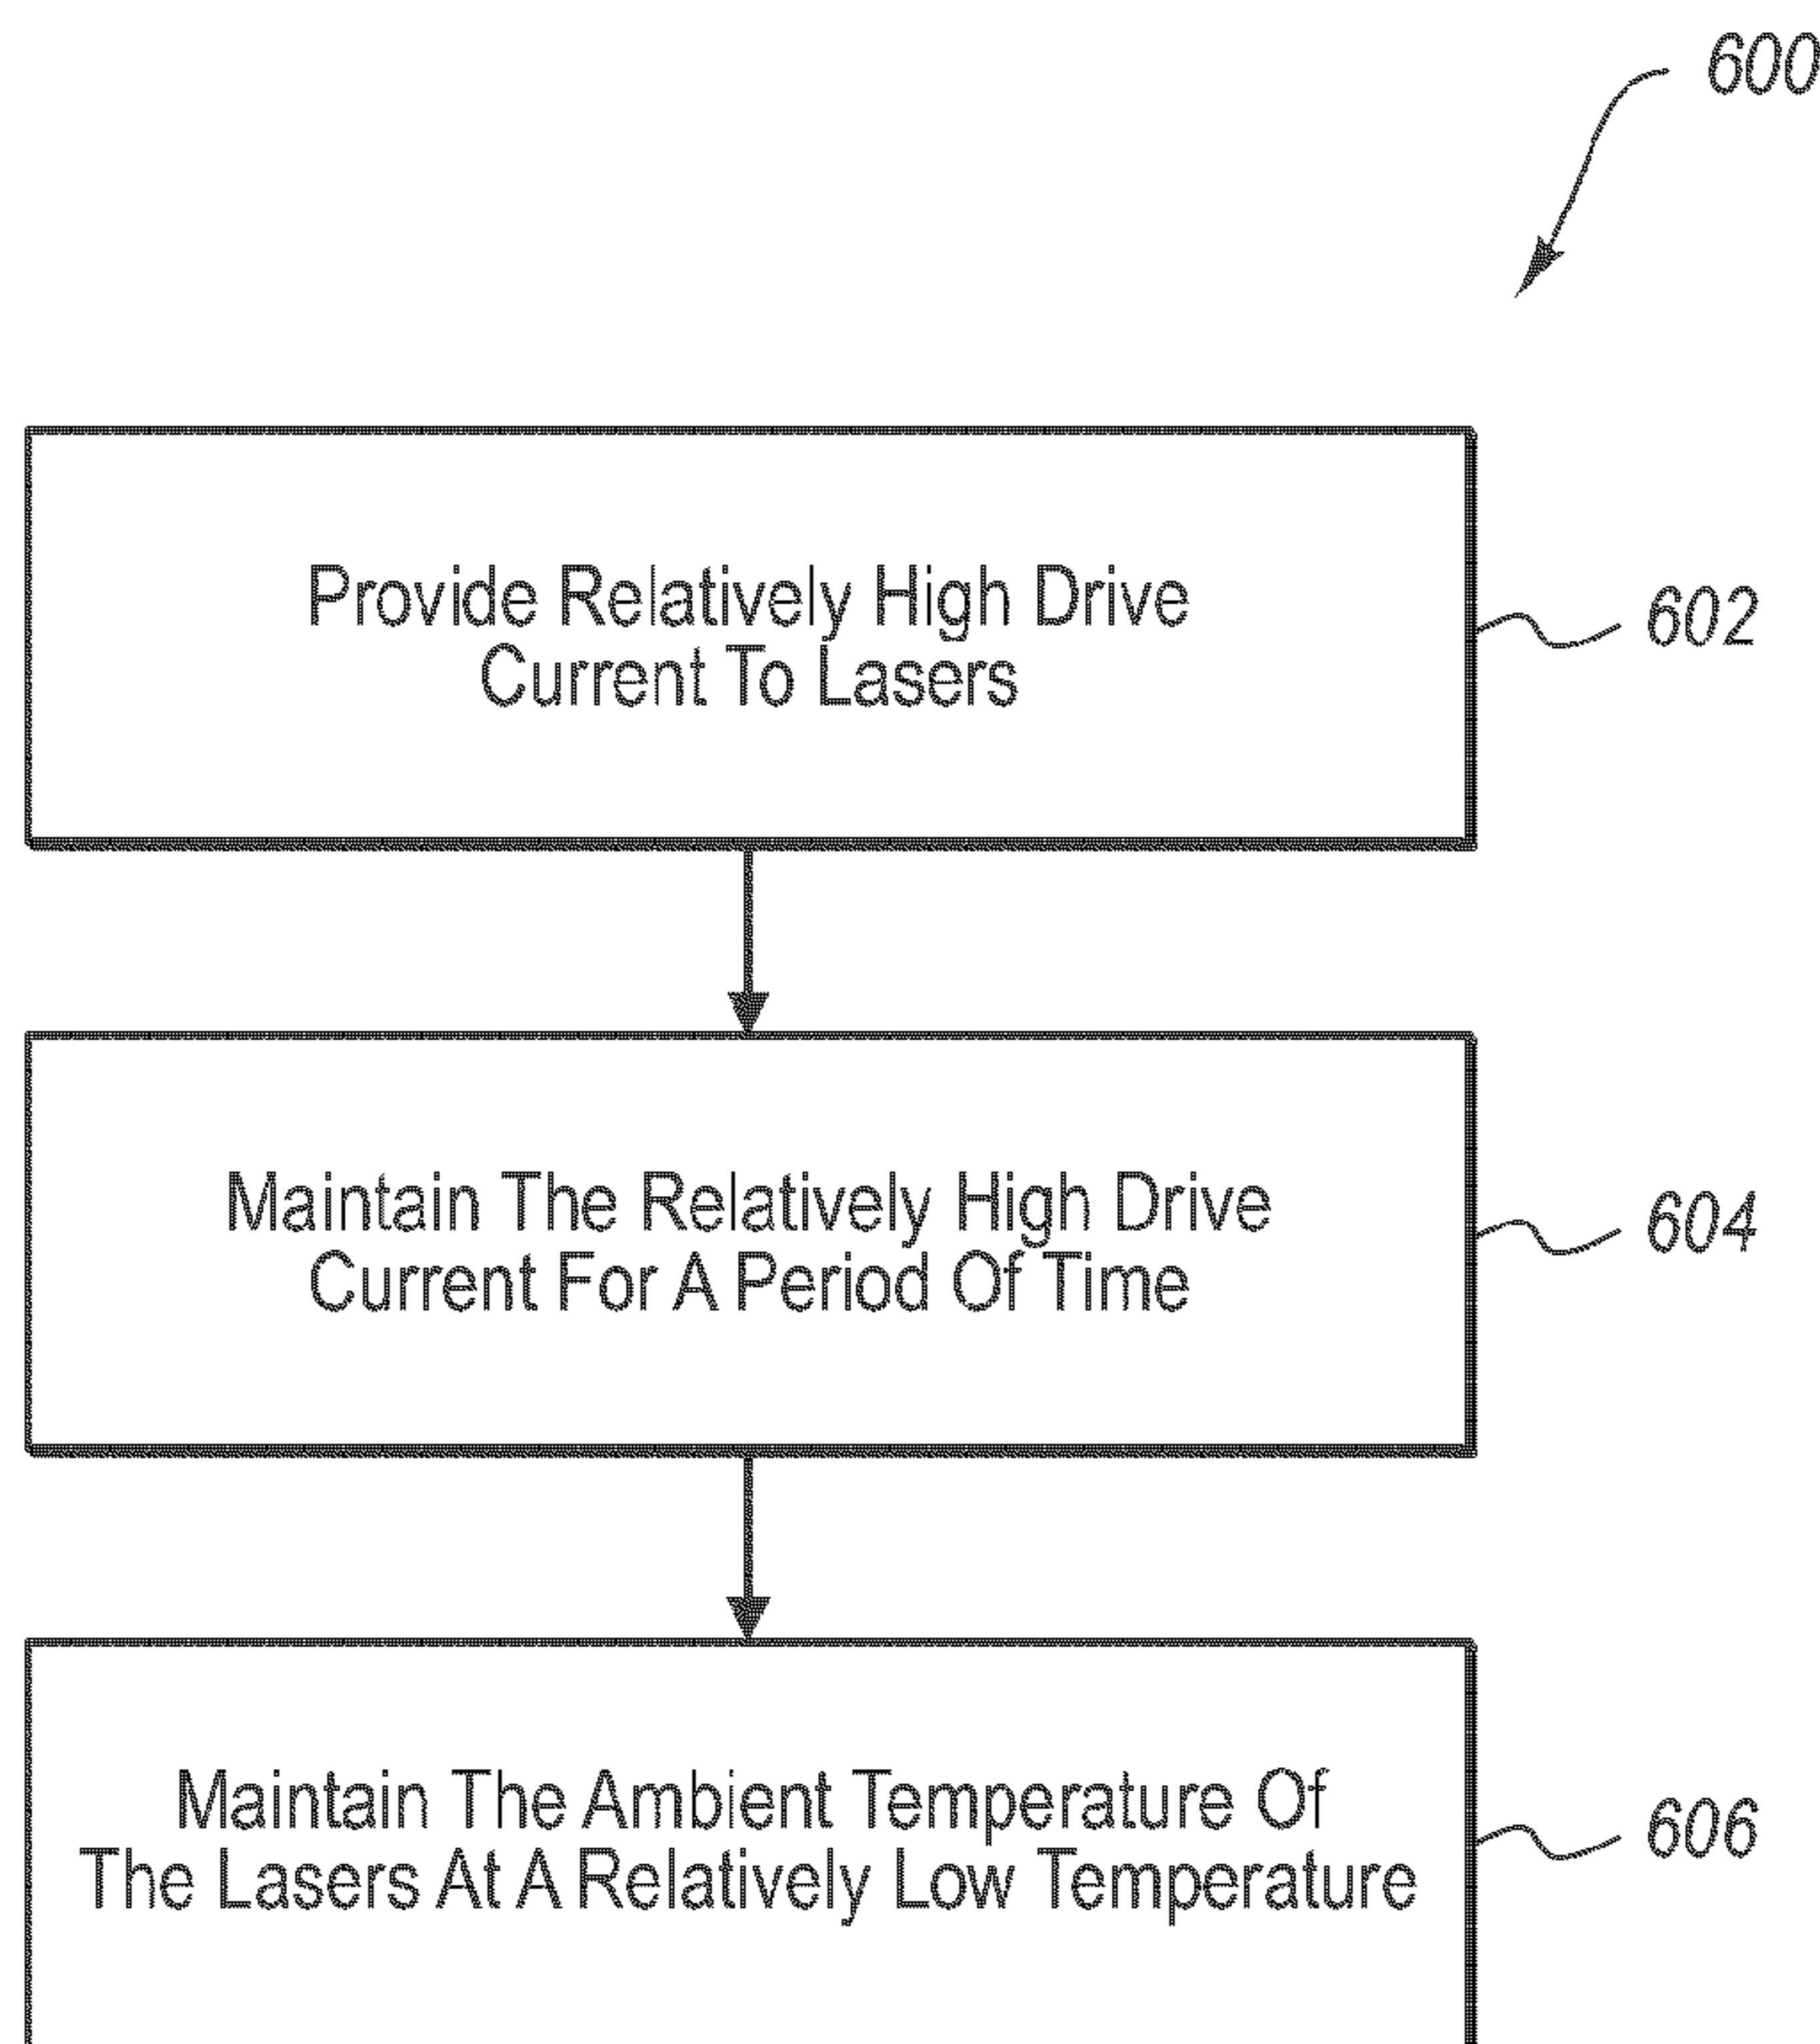 600
Provide Relatively High Drive
Current To Lasers
602
Maintain The Relatively High Drive
Current For A Period Of Time
604
Maintain The Ambient Temperature Of
The Lasers At A Relatively Low Temperature
606